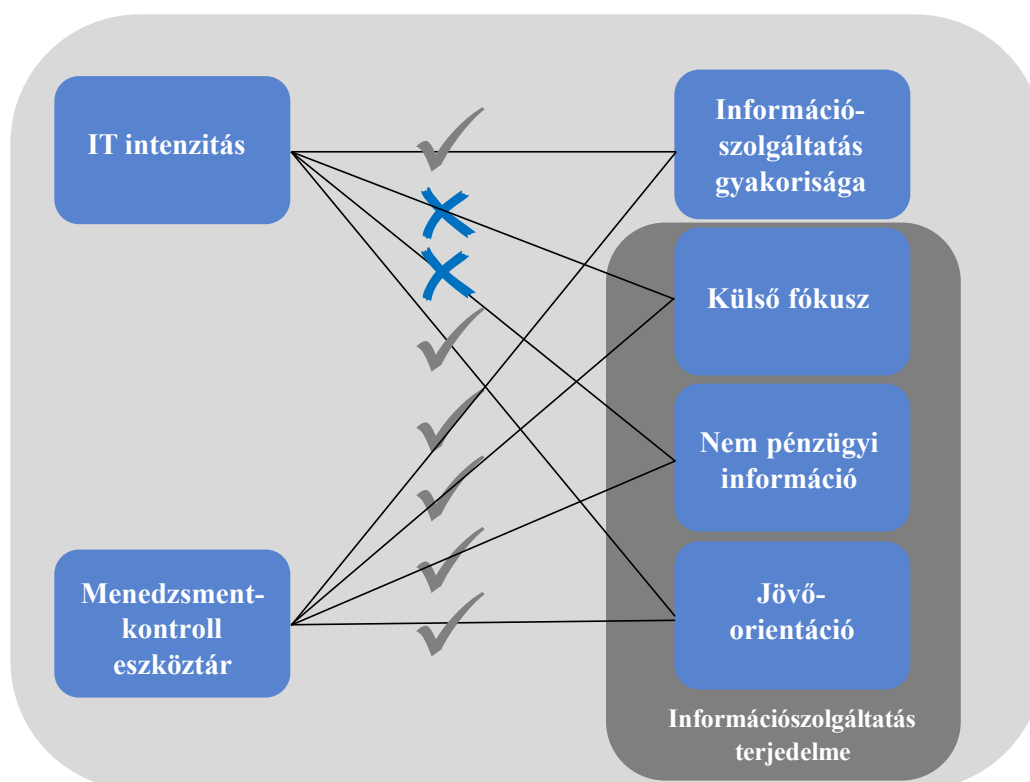 IT intenzitás
Információ-
szolgáltatás
gyakorisága
Külső fókusz
Nem pénzügyi
információ
Menedzsment-
kontroll
eszköztár
Jövő-
orientáció
Információszolgáltatás
terjedelme